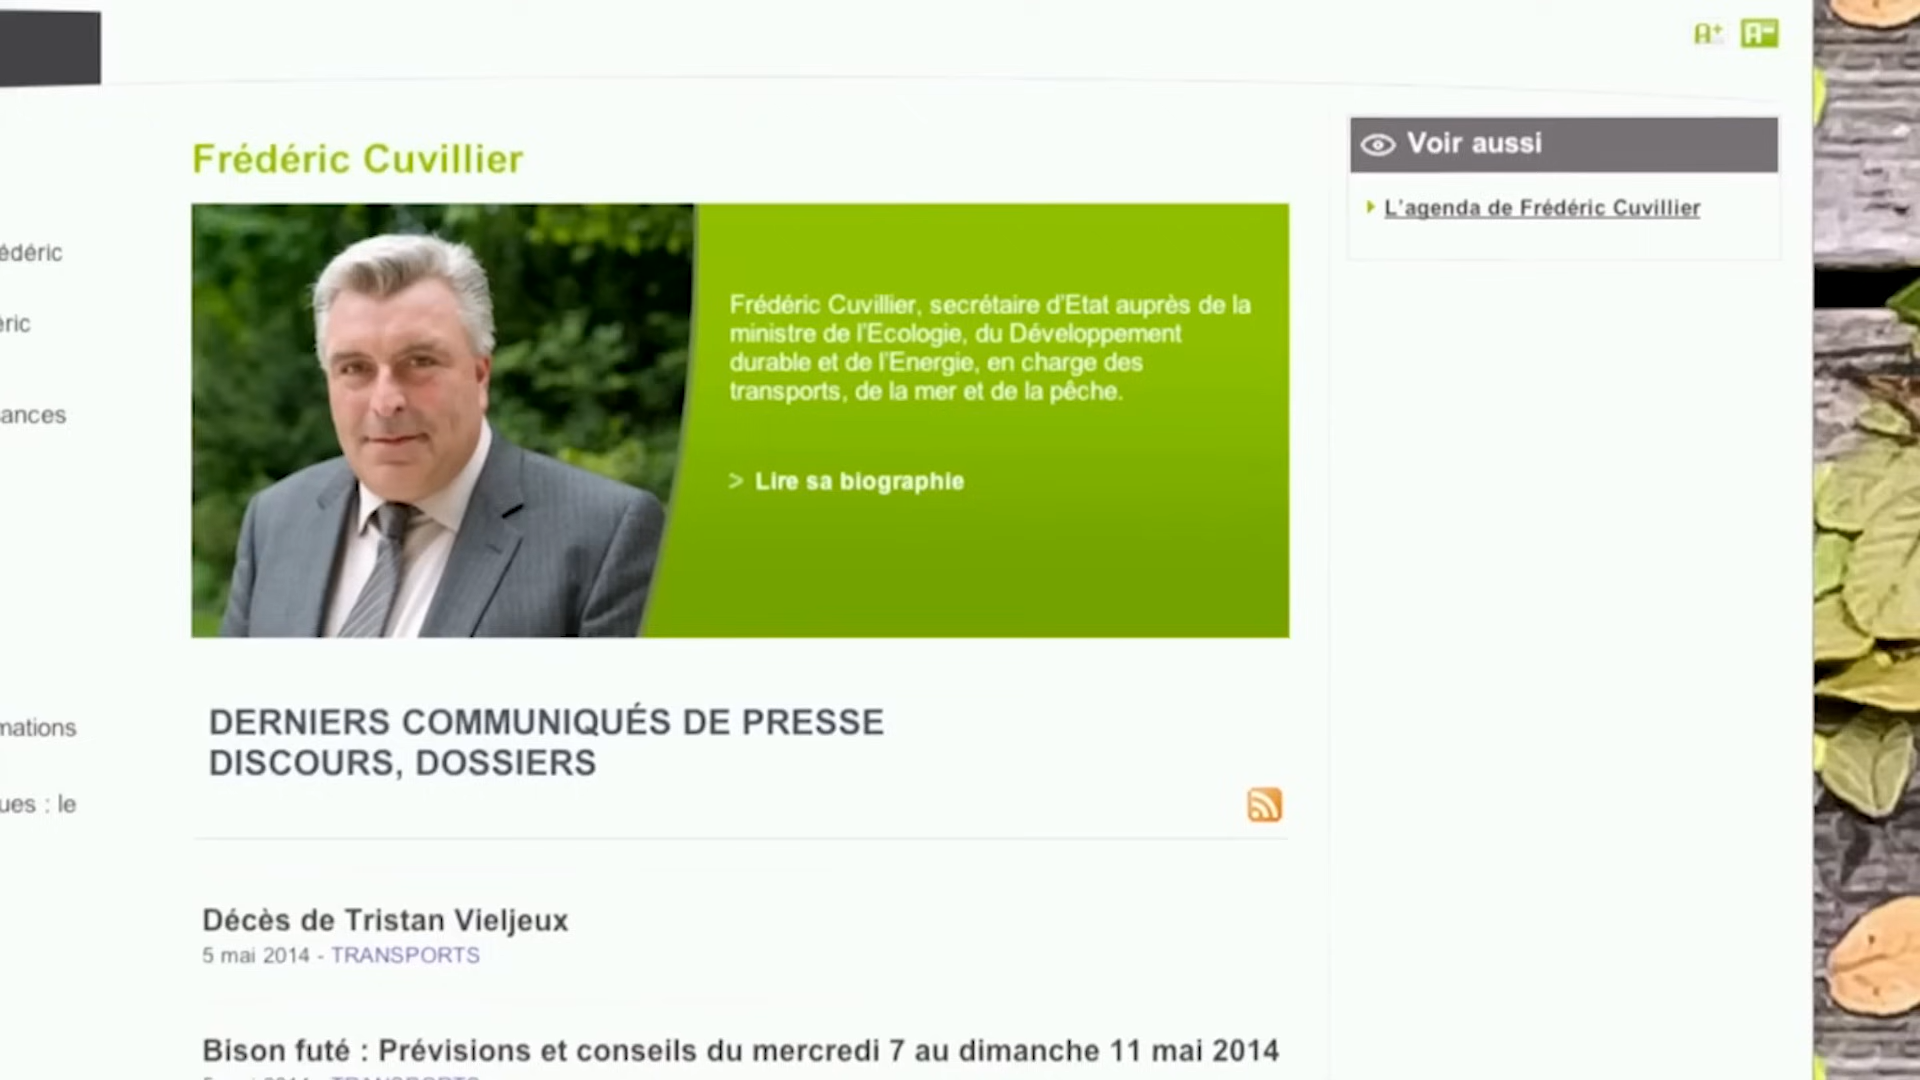 A+ A-
Frédéric Cuvillier
Voir aussi
L'agenda de Frédéric Cuvillier
édéric
éric
ances
mations
ues : le
Frédéric Cuvillier, secrétaire d'Etat auprès de la
ministre de l'Ecologie, du Développement
durable et de l'Energie, en charge des
transports, de la mer et de la pêche.
> Lire sa biographie
DERNIERS COMMUNIQUÉS DE PRESSE
DISCOURS, DOSSIERS
Décès de Tristan Vieljeux
5 mai 2014 - TRANSPORTS
Bison futé : Prévisions et conseils du mercredi 7 au dimanche 11 mai 2014